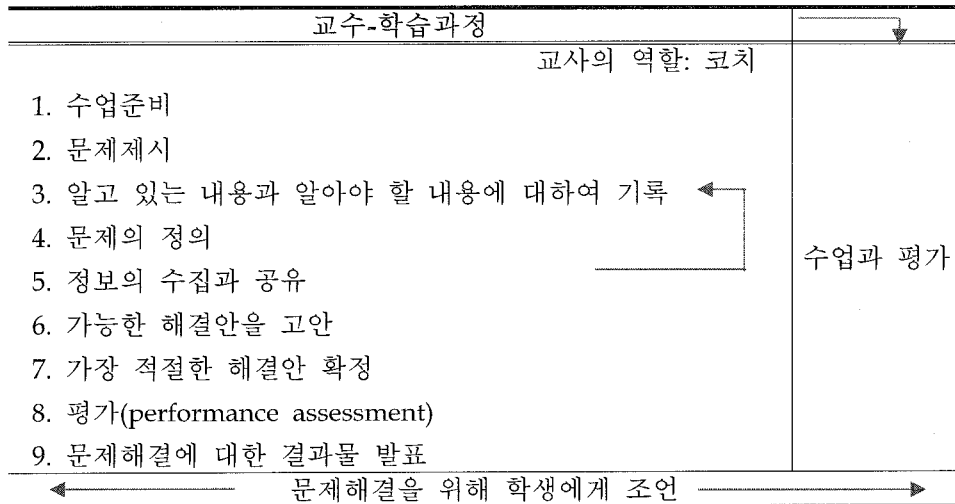 교수-학습과정
교사의 역할: 코치
1. 수업준비
2. 문제제시
3. 알고 있는 내용과 알아야 할 내용에 대하여 기록
4. 문제의 정의
5. 정보의 수집과 공유
수업과 평가
6. 가능한 해결안을 고안
7. 가장 적절한 해결안 확정
8. 평가(performance assessment)
9. 문제해결에 대한 결과물 발표
문제해결을 위해 학생에게 조언